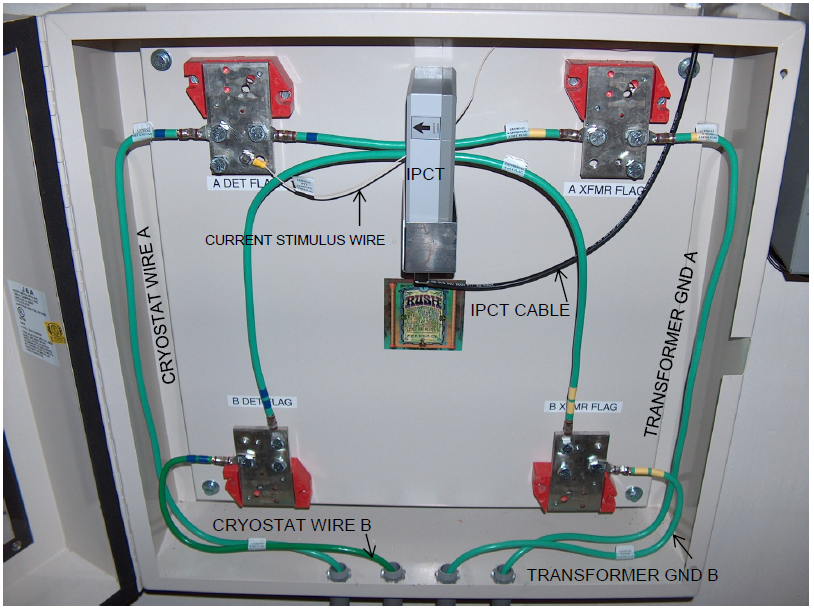 IPCT
A DET FLAG
A XFMR FLAG
CURRENT STIMULUS WIRE
CRYOSTAT WIRE A
IPCT CABLE
TRANSFORMER GND A
RUSH
B DET FLAG
B XFMR FLAG
CRYOSTAT WIRE B
TRANSFORMER GND B